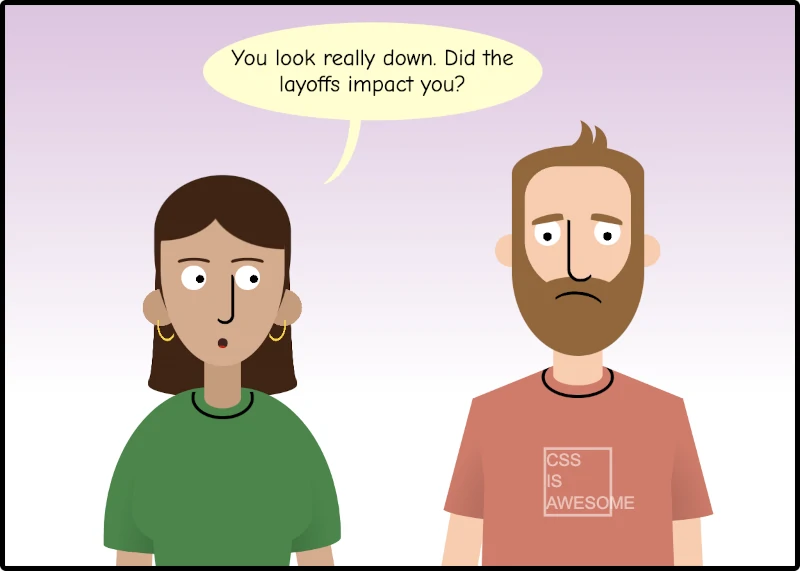 You look really down. Did the
layoffs impact you?
CSS
IS
AWESOME